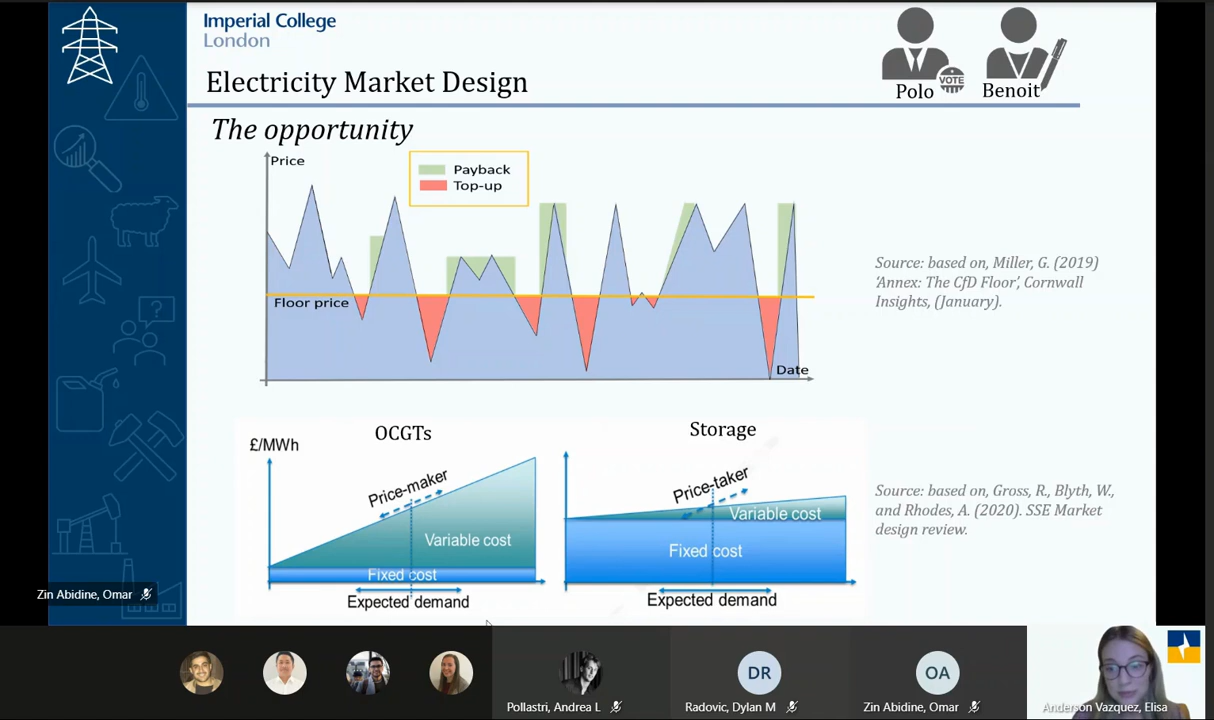 Imperial College
London
Electricity Market Design
VOTE
Polo
Benoit
The opportunity
Price
Payback
Top-up
Floor price
Date
Source: based on, Miller, G. (2019)
‘Annex: The CfD Floor’, Cornwall
Insights, (January).
OCGTs
£/MWh
Price-maker
Variable cost
Fixed cost
Expected demand
Storage
Price-taker
Variable cost
Fixed cost
Expected demand
Source: based on, Gross, R., Blyth, W.,
and Rhodes, A. (2020). SSE Market
design review.
Zin Abidine, Omar
Pollastri, Andrea L
DR
Radovic, Dylan M
OA
Zin Abidine, Omar
Anderson Vazquez, Elisa